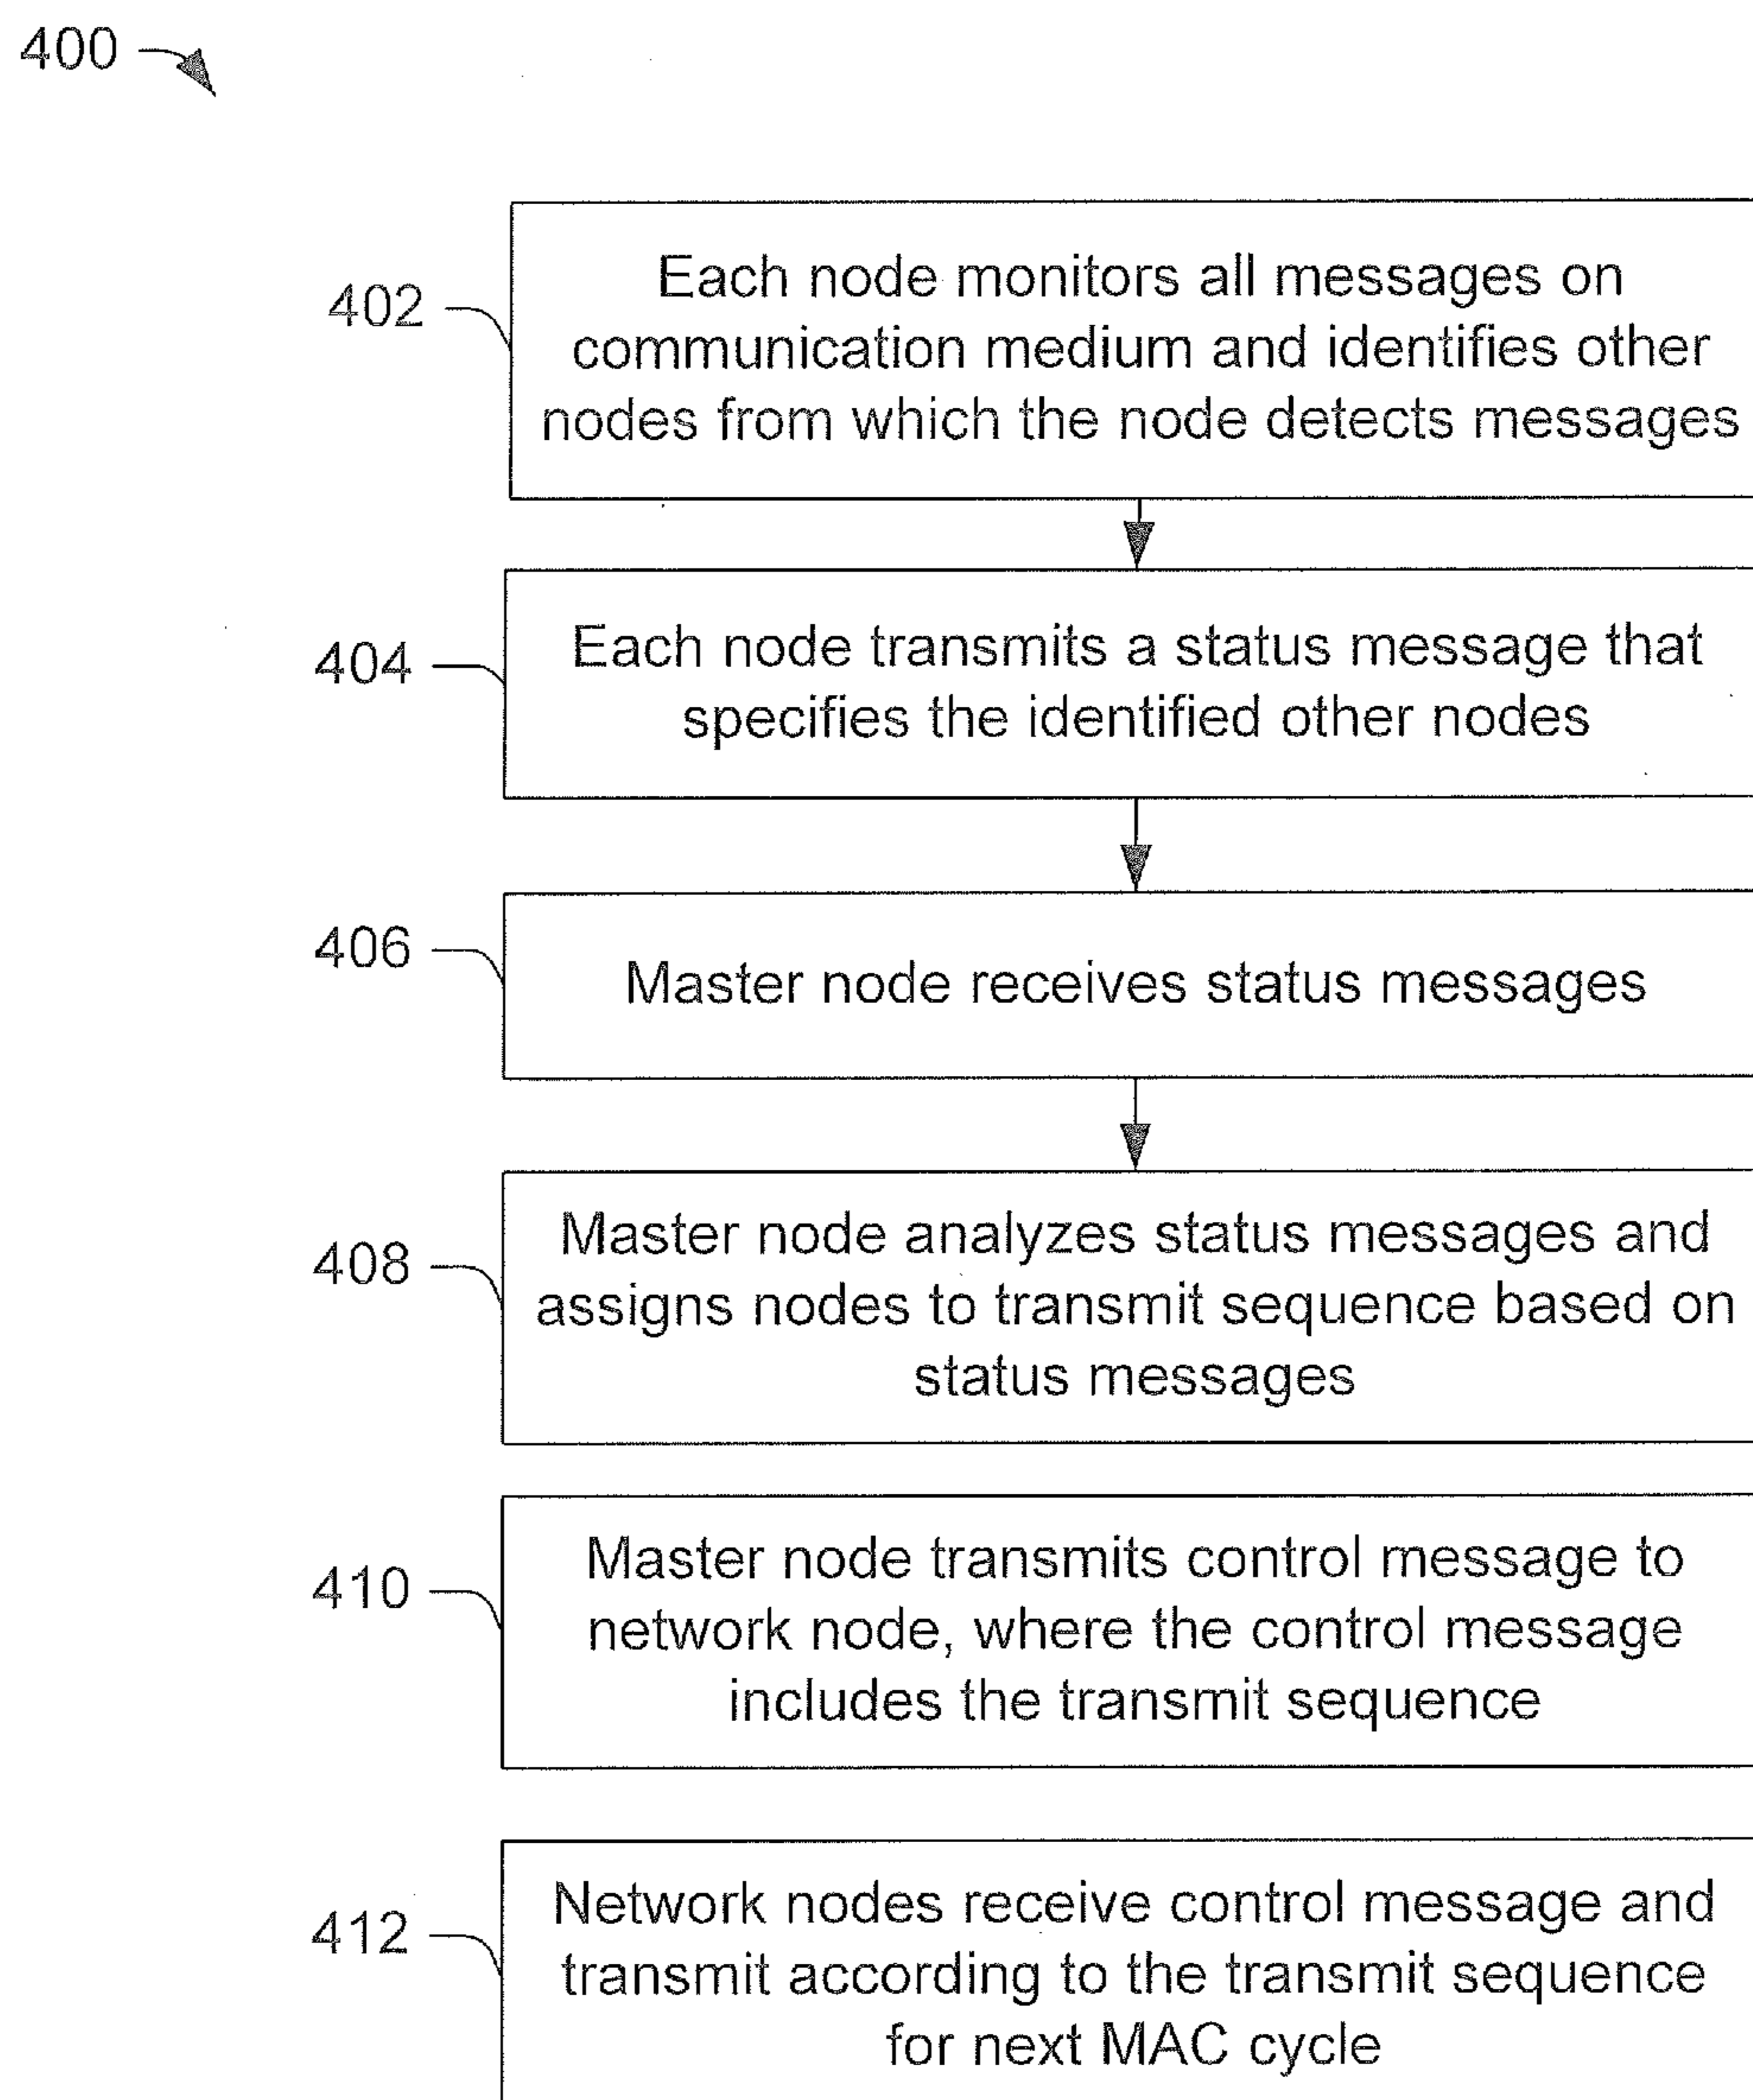 400
402
Each node monitors all messages on
communication medium and identifies other
nodes from which the node detects messages
404
Each node transmits a status message that
specifies the identified other nodes
406
Master node receives status messages
408
Master node analyzes status messages and
assigns nodes to transmit sequence based on
status messages
410
Master node transmits control message to
network node, where the control message
includes the transmit sequence
412
Network nodes receive control message and
transmit according to the transmit sequence
for next MAC cycle